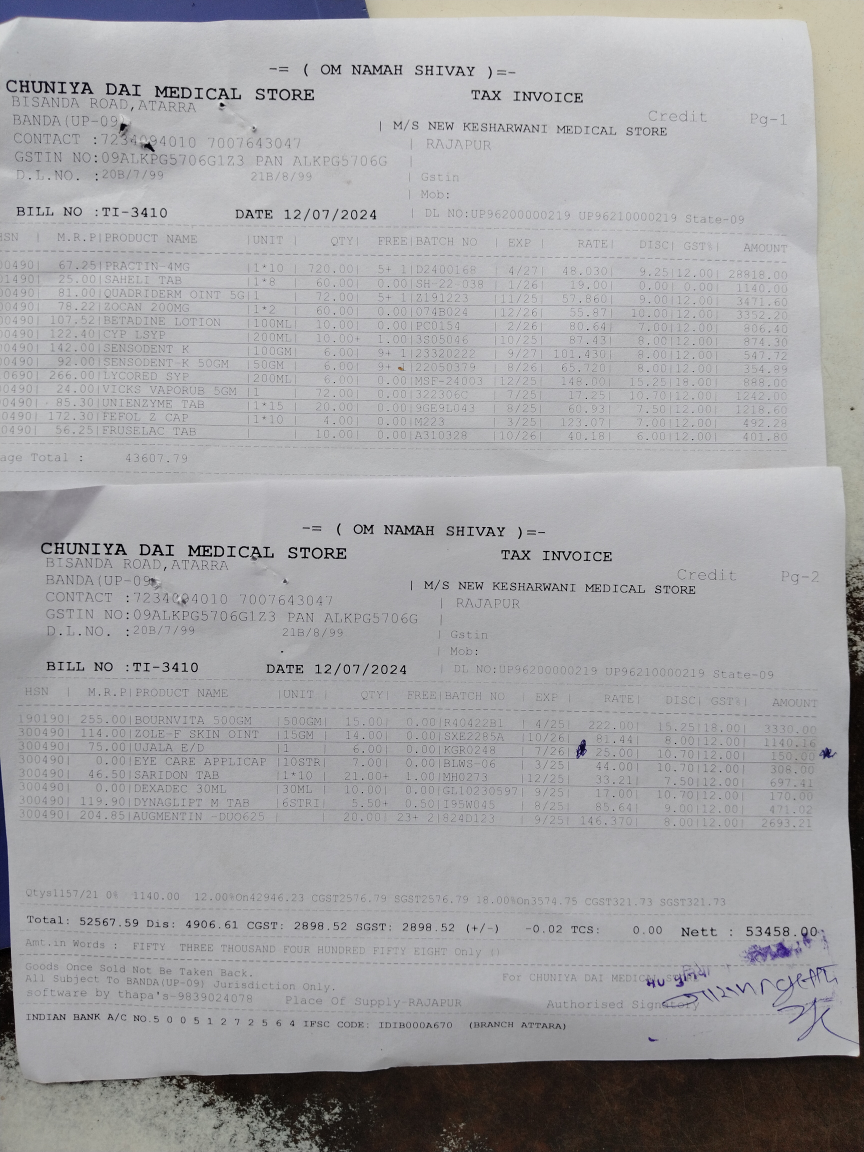 -= ( OM NAMAH SHIVAY )=-
CHUNIYA DAI MEDICAL STORE TAX INVOICE
BISANDA ROAD,ATARRA Credit Pg-1
BANDA(UP-09) | M/S NEW KESHARWANI MEDICAL STORE
CONTACT :7234094010 7007643047 | RAJAPUR
GSTIN NO:09ALKPG5706G1Z3 PAN ALKPG5706G |
D.L.NO. :20B/7/99 21B/8/99 | Gstin
| Mob:
BILL NO :TI-3410 DATE 12/07/2024 | DL NO:UP96200000219 UP96210000219 State-09
HSN | M.R.P|PRODUCT NAME |UNIT | QTY| FREE|BATCH NO | EXP | RATE| DISC| GST%| AMOUNT
00490| 67.25|PRACTIN-4MG |1*10 | 720.00| 5+ 1|D2400168 | 4/27| 48.030| 9.25|12.00| 28818.00
01490| 25.00|SAHELI TAB |1*8 | 60.00| 0.00|SH-22-038 | 1/26| 19.00| 0.00| 0.00| 1140.00
00490| 81.00|QUADRIDERM OINT 5G|1 | 72.00| 5+ 1|Z191223 |11/25| 57.860| 9.00|12.00| 3471.60
00490| 78.22|ZOCAN 200MG |1*2 | 60.00| 0.00|074B024 |12/26| 55.87| 10.00|12.00| 3352.20
00490| 107.52|BETADINE LOTION |100ML| 10.00| 0.00|PC0154 | 2/26| 80.64| 7.00|12.00| 806.40
00490| 122.40|CYP LSYP |200ML| 10.00+ 1.00|3S05046 |10/25| 87.43| 8.00|12.00| 874.30
00490| 142.00|SENSODENT K |100GM| 6.00| 9+ 1|23320222 | 9/27| 101.430| 8.00|12.00| 547.72
00490| 92.00|SENSODENT-K 50GM |50GM | 6.00| 9+ |22050379 | 8/26| 65.720| 8.00|12.00| 354.89
10690| 266.00|LYCORED SYP |200ML| 6.00| 0.00|MSF-24003 |12/25| 148.00| 15.25|18.00| 888.00
00490| 24.00|VICKS VAPORUB 5GM |1 | 72.00| 0.00|322306C | 7/25| 17.25| 10.70|12.00| 1242.00
00490| 85.30|UNIENZYME TAB |1*15 | 20.00| 0.00|9GE9L043 | 8/25| 60.93| 7.50|12.00| 1218.60
00490| 172.30|FEFOL Z CAP |1*10 | 4.00| 0.00|M223 | 3/25| 123.07| 7.00|12.00| 492.28
00490| 56.25|FRUSELAC TAB | | 10.00| 0.00|A310328 |10/26| 40.18| 6.00|12.00| 401.80
age Total : 43607.79
-= ( OM NAMAH SHIVAY )=-
CHUNIYA DAI MEDICAL STORE TAX INVOICE
BISANDA ROAD,ATARRA Credit Pg-2
BANDA(UP-09) | M/S NEW KESHARWANI MEDICAL STORE
CONTACT :7234094010 7007643047 | RAJAPUR
GSTIN NO:09ALKPG5706G1Z3 PAN ALKPG5706G |
D.L.NO. :20B/7/99 21B/8/99 | Gstin
| Mob:
BILL NO :TI-3410 DATE 12/07/2024 | DL NO:UP96200000219 UP96210000219 State-09
HSN | M.R.P|PRODUCT NAME |UNIT | QTY| FREE|BATCH NO | EXP | RATE| DISC| GST%| AMOUNT
190190| 255.00|BOURNVITA 500GM |500GM| 15.00| 0.00|R40422B1 | 4/25| 222.00| 15.25|18.00| 3330.00
300490| 114.00|ZOLE-F SKIN OINT |15GM | 14.00| 0.00|SXE2285A |10/26| 81.44| 8.00|12.00| 1140.16
300490| 75.00|UJALA E/D |1 | 6.00| 0.00|KGR0248 | 7/26| 25.00| 10.70|12.00| 150.00
300490| 0.00|EYE CARE APPLICAP |10STR| 7.00| 0.00|BLWS-06 | 3/25| 44.00| 10.70|12.00| 308.00
300490| 46.50|SARIDON TAB |1*10 | 21.00+ 1.00|MH0273 |12/25| 33.21| 7.50|12.00| 697.41
300490| 0.00|DEXADEC 30ML |30ML | 10.00| 0.00|GL10230597| 9/25| 17.00| 10.70|12.00| 170.00
300490| 119.90|DYNAGLIPT M TAB |6STRI| 5.50+ 0.50|I95W045 | 8/25| 85.64| 9.00|12.00| 471.02
300490| 204.85|AUGMENTIN -DUO625 | | 20.00| 23+ 2|824D123 | 9/25| 146.370| 8.00|12.00| 2693.21
Qtys1157/21 0% 1140.00 12.00%On42946.23 CGST2576.79 SGST2576.79 18.00%On3574.75 CGST321.73 SGST321.73
Total: 52567.59 Dis: 4906.61 CGST: 2898.52 SGST: 2898.52 (+/-) -0.02 TCS: 0.00 Nett : 53458.00
Amt.in Words : FIFTY THREE THOUSAND FOUR HUNDRED FIFTY EIGHT Only ||
Goods Once Sold Not Be Taken Back.
All Subject To BANDA(UP-09) Jurisdiction Only. For CHUNIYA DAI MEDICAL
software by thapa's-9839024078 Place Of Supply-RAJAPUR Authorised Signatory
INDIAN BANK A/C NO.5 0 0 5 1 2 7 2 5 6 4 IFSC CODE: IDIB000A670 (BRANCH ATTARA)